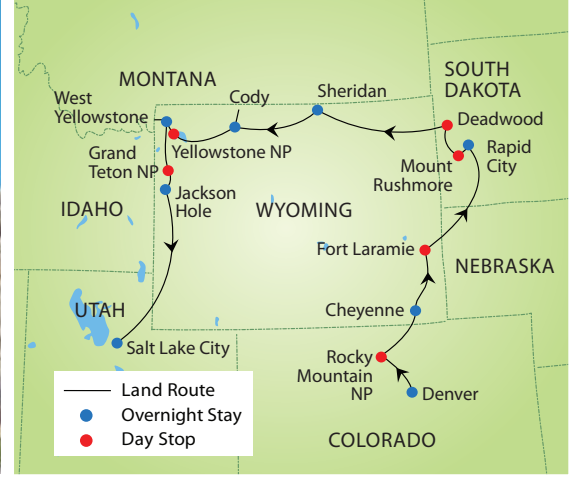 MONTANA
SOUTH
DAKOTA
Sheridan
Cody
West
Yellowstone
Deadwood
Yellowstone NP
Rapid
City
Grand
Teton NP
Mount
Rushmore
Jackson
Hole
IDAHO
WYOMING
Fort Laramie
NEBRASKA
UTAH
Cheyenne
Salt Lake City
Rocky
Mountain
NP
Denver
COLORADO
Land Route
Overnight Stay
Day Stop